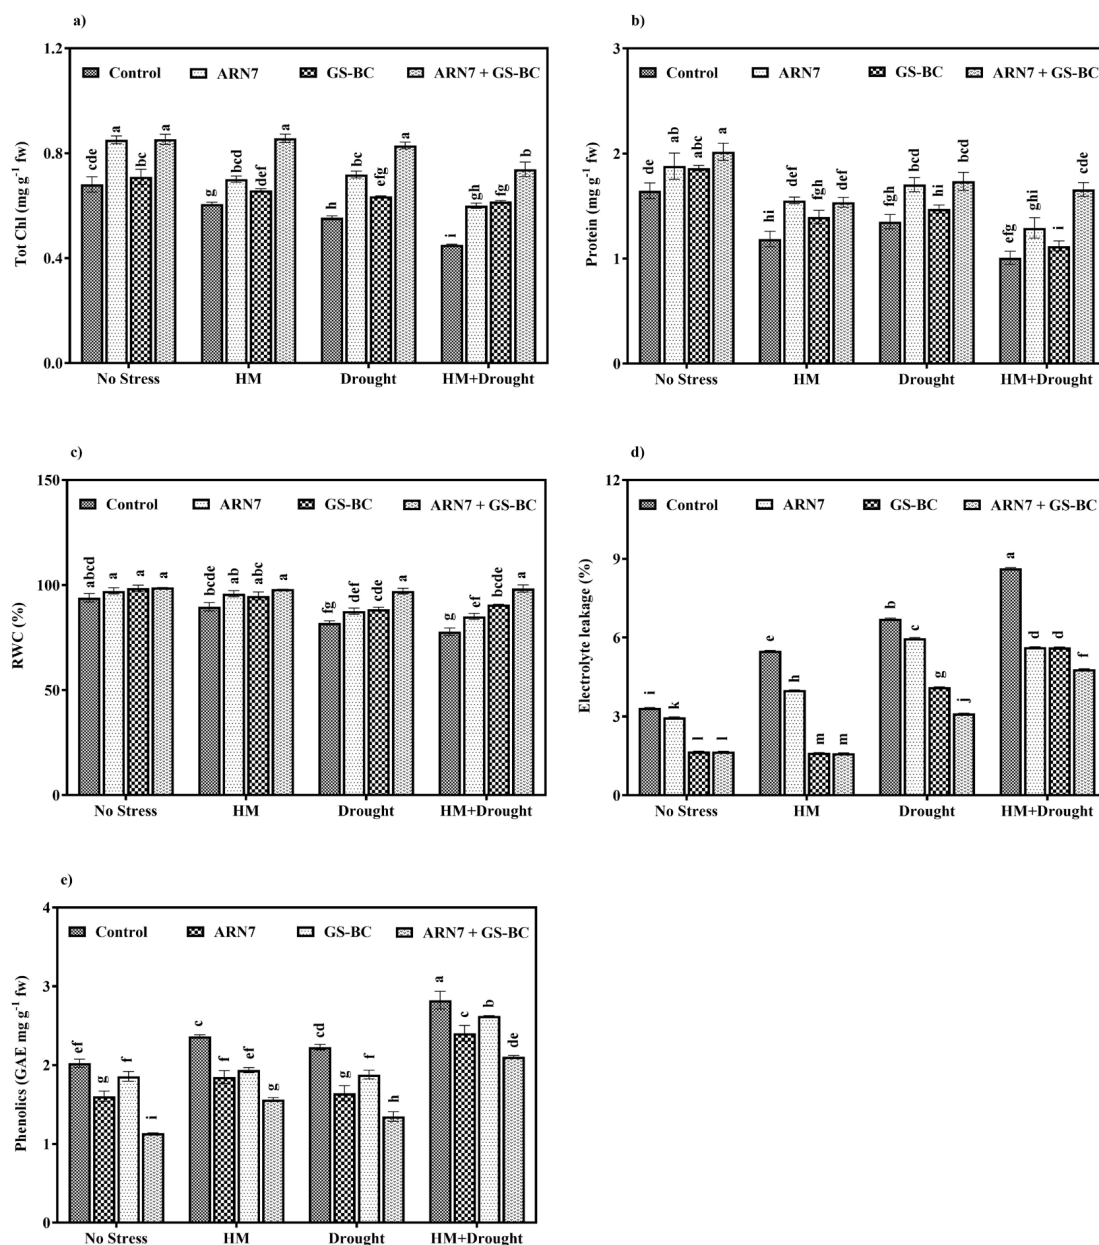 a)
Tot Chl (mg g-1 fw)
1.2
0.8
0.4
0.0
Control ARN7 GS-BC ARN7 + GS-BC
cde a bc a
g bcd def a
h bc efg a
i gh fg b
No Stress HM Drought HM+Drought
b)
Protein (mg g-1 fw)
3
2
1
0
Control ARN7 GS-BC ARN7 + GS-BC
de ab abc a
hi def fgh def
fgh bcd hi bcd
efg ghi i cde
No Stress HM Drought HM+Drought
c)
RWC (%)
150
100
50
0
Control ARN7 GS-BC ARN7 + GS-BC
abcd a a a
bcde ab abc a
fg def cde a
g ef bcde a
No Stress HM Drought HM+Drought
d)
Electrolyte leakage (%)
12
9
6
3
0
Control ARN7 GS-BC ARN7 + GS-BC
i k l l
e h m m
b c g j
a d d f
No Stress HM Drought HM+Drought
e)
Phenolics (GAE mg g-1 fw)
4
3
2
1
0
Control ARN7 GS-BC ARN7 + GS-BC
ef g f i
c f ef g
cd g f h
a c b de
No Stress HM Drought HM+Drought